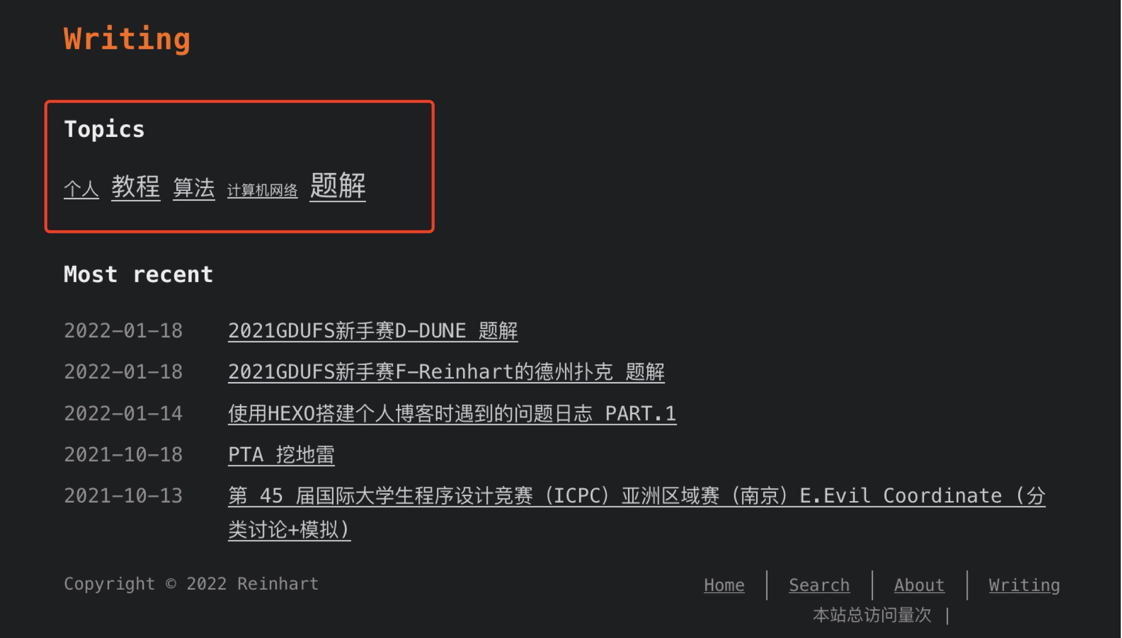 Writing
Topics
个人 教程 算法 计算机网络 题解
Most recent
2022-01-18 2021GDUFS新手赛D-DUNE 题解
2022-01-18 2021GDUFS新手赛F-Reinhart的德州扑克 题解
2022-01-14 使用HEXO搭建个人博客时遇到的问题日志 PART.1
2021-10-18 PTA 挖地雷
2021-10-13 第 45 届国际大学生程序设计竞赛（ICPC）亚洲区域赛（南京）E.Evil Coordinate (分
类讨论+模拟)
Copyright © 2022 Reinhart
Home | Search | About | Writing
本站总访问量次 |